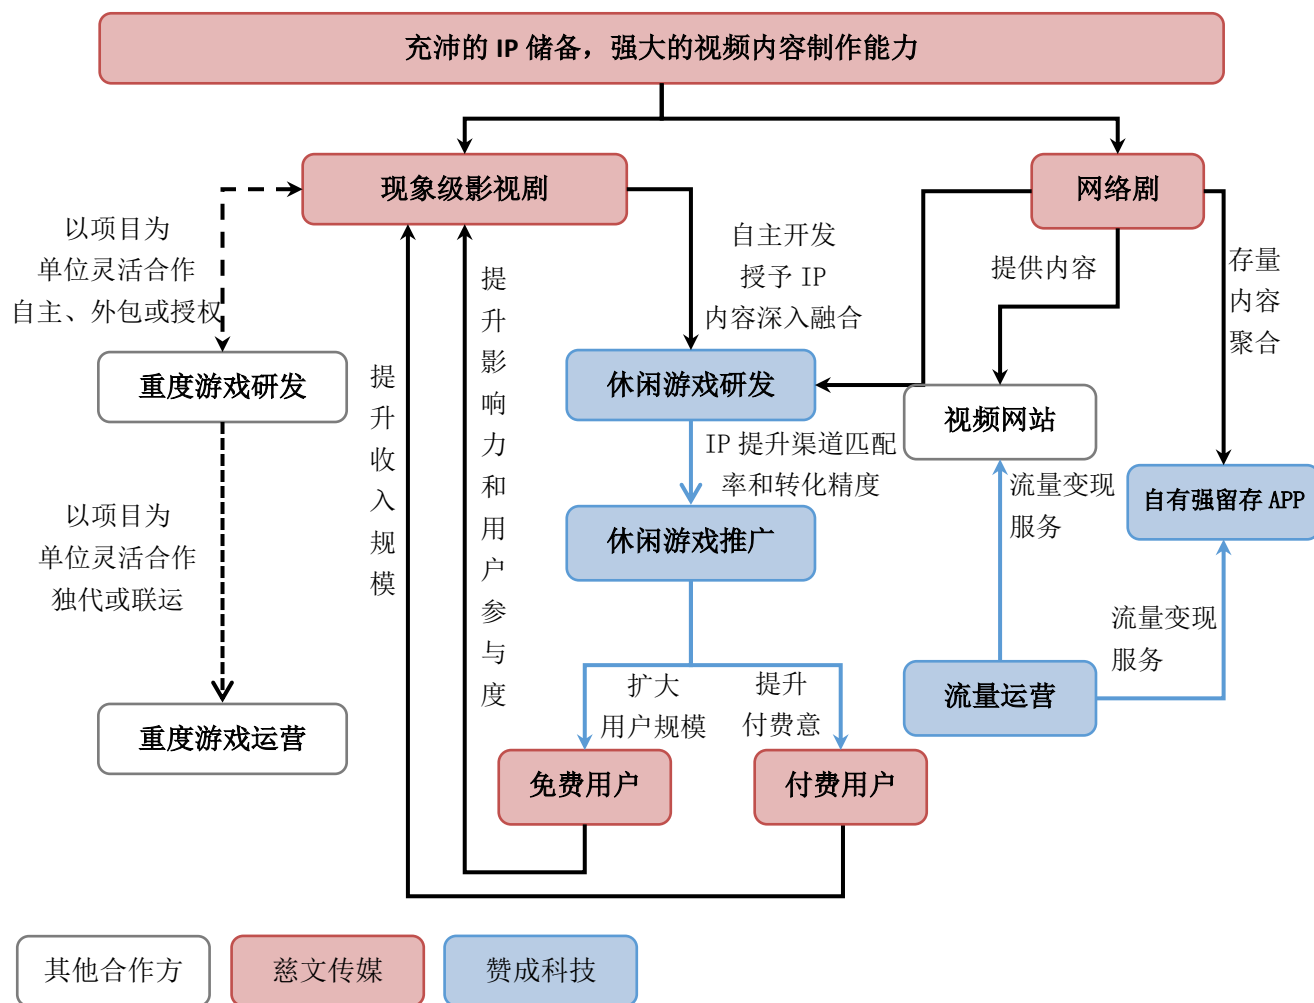 充沛的 IP 储备，强大的视频内容制作能力
现象级影视剧
网络剧
以项目为
单位灵活合作
自主、外包或授权
自主开发
授予 IP
内容深入融合
提供内容
存量
内容
聚合
提升影响力和用户参与度
提升收入规模
重度游戏研发
休闲游戏研发
视频网站
IP 提升渠道匹配
率和转化精度
流量变现
服务
自有强留存 APP
以项目为
单位灵活合作
独代或联运
休闲游戏推广
流量变现
服务
扩大
用户规模
提升
付费意
流量运营
重度游戏运营
免费用户
付费用户
其他合作方
慈文传媒
赞成科技